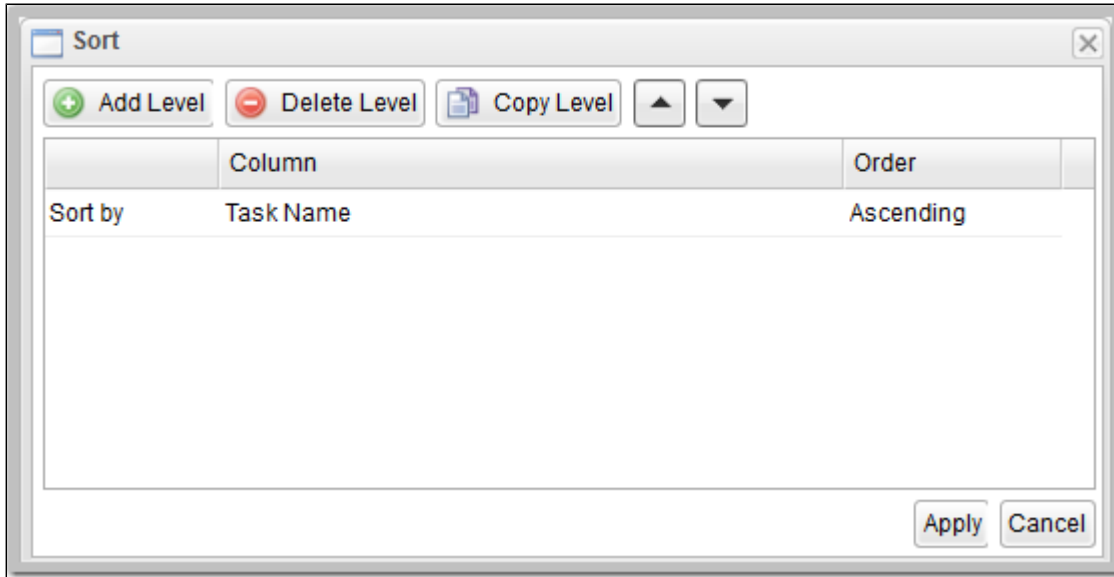 Sort
Add Level Delete Level Copy Level
Column Order
Sort by Task Name Ascending
Apply Cancel